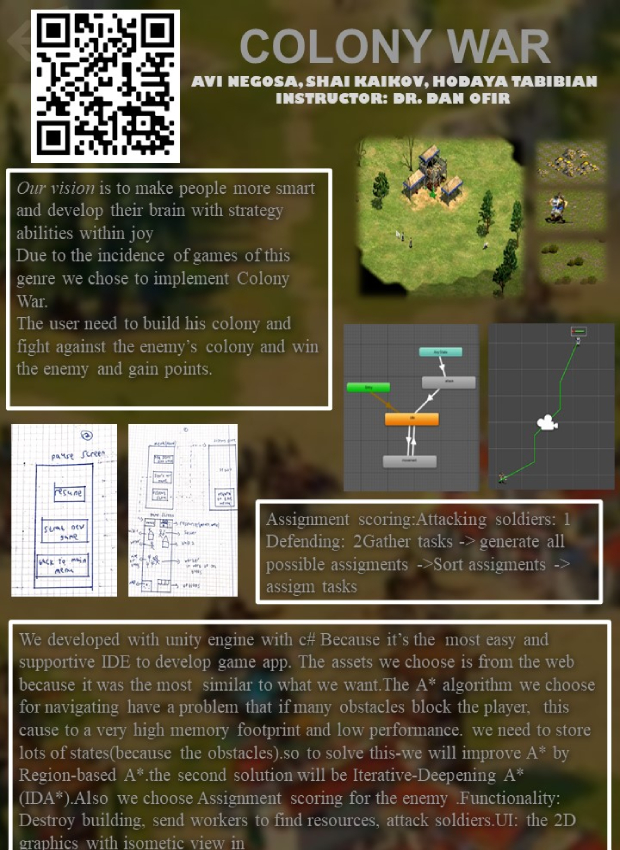 COLONY WAR
AVI NEGOSA, SHAI KAIKOV, HODAYA TABIBIAN
INSTRUCTOR: DR. DAN OFIR
Our vision is to make people more smart
and develop their brain with strategy
abilities within joy
Due to the incidence of games of this
genre we chose to implement Colony
War.
The user need to build his colony and
fight against the enemy's colony and win
the enemy and gain points.
pause screen
resume
start new
game
back to main
menu
Assignment scoring:Attacking soldiers: 1
Defending: 2Gather tasks -> generate all
possible assigments ->Sort assigments ->
assigm tasks
We developed with unity engine with c# Because it's the most easy and
supportive IDE to develop game app. The assets we choose is from the web
because it was the most similar to what we want.The A* algorithm we choose
for navigating have a problem that if many obstacles block the player, this
cause to a very high memory footprint and low performance. we need to store
lots of states(because the obstacles).so to solve this-we will improve A* by
Region-based A*.the second solution will be Iterative-Deepening A*
(IDA*).Also we choose Assignment scoring for the enemy .Functionality:
Destroy building, send workers to find resources, attack soldiers.UI: the 2D
graphics with isometic view in